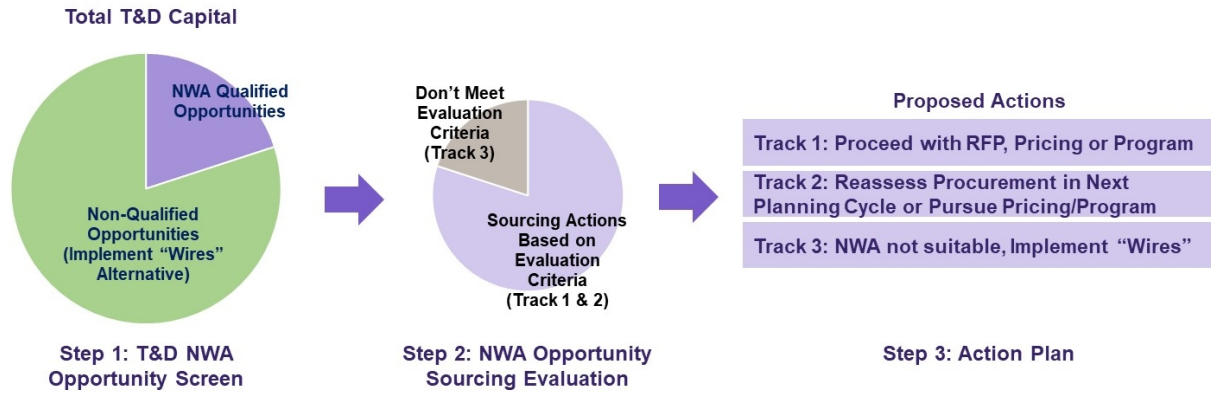 Total T&D Capital
NWA Qualified
Opportunities
Non-Qualified
Opportunities
(Implement “Wires”
Alternative)
Step 1: T&D NWA
Opportunity Screen
Don’t Meet
Evaluation
Criteria
(Track 3)
Sourcing Actions
Based on
Evaluation
Criteria
(Track 1 & 2)
Step 2: NWA Opportunity
Sourcing Evaluation
Proposed Actions
Track 1: Proceed with RFP, Pricing or Program
Track 2: Reassess Procurement in Next
Planning Cycle or Pursue Pricing/Program
Track 3: NWA not suitable, Implement “Wires”
Step 3: Action Plan